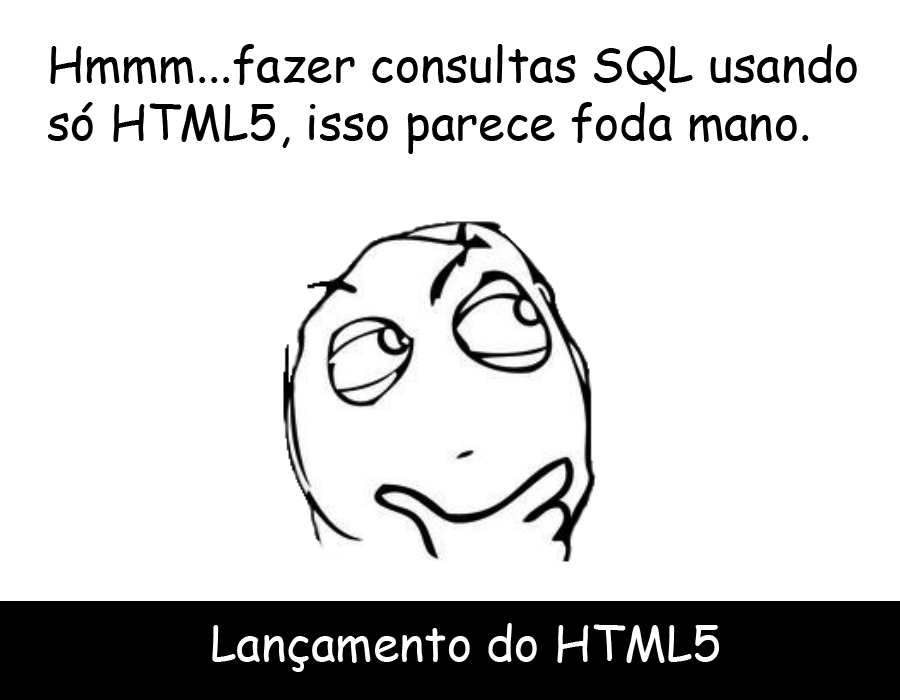 Hmmm...fazer consultas SQL usando
só HTML5, isso parece foda mano.
Lançamento do HTML5